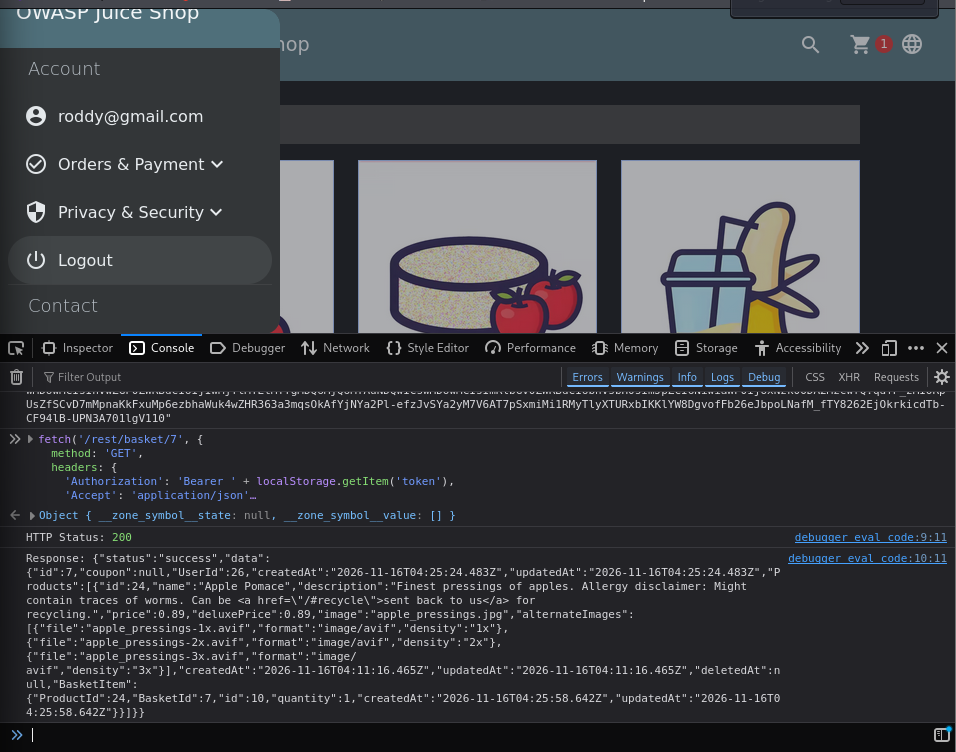 OWASP Juice Shop
hop
1
Account
roddy@gmail.com
Orders & Payment
Privacy & Security
Logout
Contact
Inspector
Console
Debugger
Network
Style Editor
Performance
Memory
Storage
Accessibility
Filter Output
Errors
Warnings
Info
Logs
Debug
CSS
XHR
Requests
CF94lB-UPN3A701lgV110"
fetch('/rest/basket/7', {
method: 'GET',
headers: {
'Authorization': 'Bearer ' + localStorage.getItem('token'),
'Accept': 'application/json'…
Object { __zone_symbol__state: null, __zone_symbol__value: [] }
HTTP Status: 200
debugger eval code:9:11
Response: {"status":"success","data":
debugger eval code:10:11
{"id":7,"coupon":null,"UserId":26,"createdAt":"2026-11-16T04:25:24.483Z","updatedAt":"2026-11-16T04:25:24.483Z","P
roducts":[{"id":24,"name":"Apple Pomace","description":"Finest pressings of apples. Allergy disclaimer: Might
contain traces of worms. Can be <a href=\"/#recycle\">sent back to us</a> for
recycling.","price":0.89,"deluxePrice":0.89,"image":"apple_pressings.jpg","alternateImages":
[{"file":"apple_pressings-1x.avif","format":"image/avif","density":"1x"},
{"file":"apple_pressings-2x.avif","format":"image/avif","density":"2x"},
{"file":"apple_pressings-3x.avif","format":"image/
avif","density":"3x"}],"createdAt":"2026-11-16T04:11:16.465Z","updatedAt":"2026-11-16T04:11:16.465Z","deletedAt":n
ull,"BasketItem":
{"ProductId":24,"BasketId":7,"id":10,"quantity":1,"createdAt":"2026-11-16T04:25:58.642Z","updatedAt":"2026-11-16T0
4:25:58.642Z"}}]}}